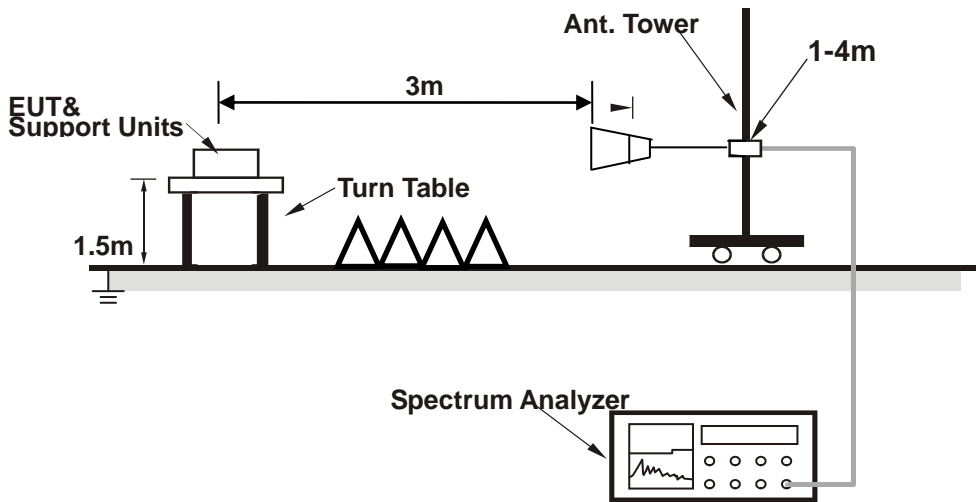 Ant. Tower
1-4m
3m
EUT&
Support Units
Turn Table
1.5m
Spectrum Analyzer